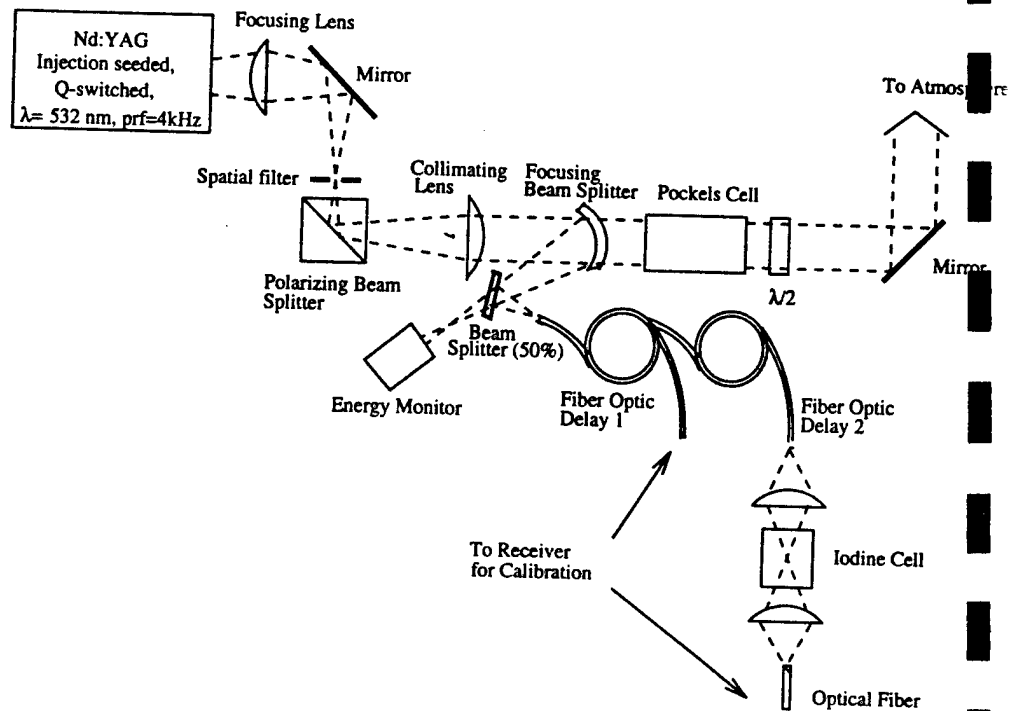 Focusing Lens
Nd:YAG
Injection seeded,
Q-switched,
λ= 532 nm, prf=4kHz
Mirror
To Atmosphere
Spatial filter
Collimating
Lens
Focusing
Beam Splitter
Pockels Cell
Polarizing Beam
Splitter
λ/2
Mirror
Beam
Splitter (50%)
Energy Monitor
Fiber Optic
Delay 1
Fiber Optic
Delay 2
To Receiver
for Calibration
Iodine Cell
Optical Fiber